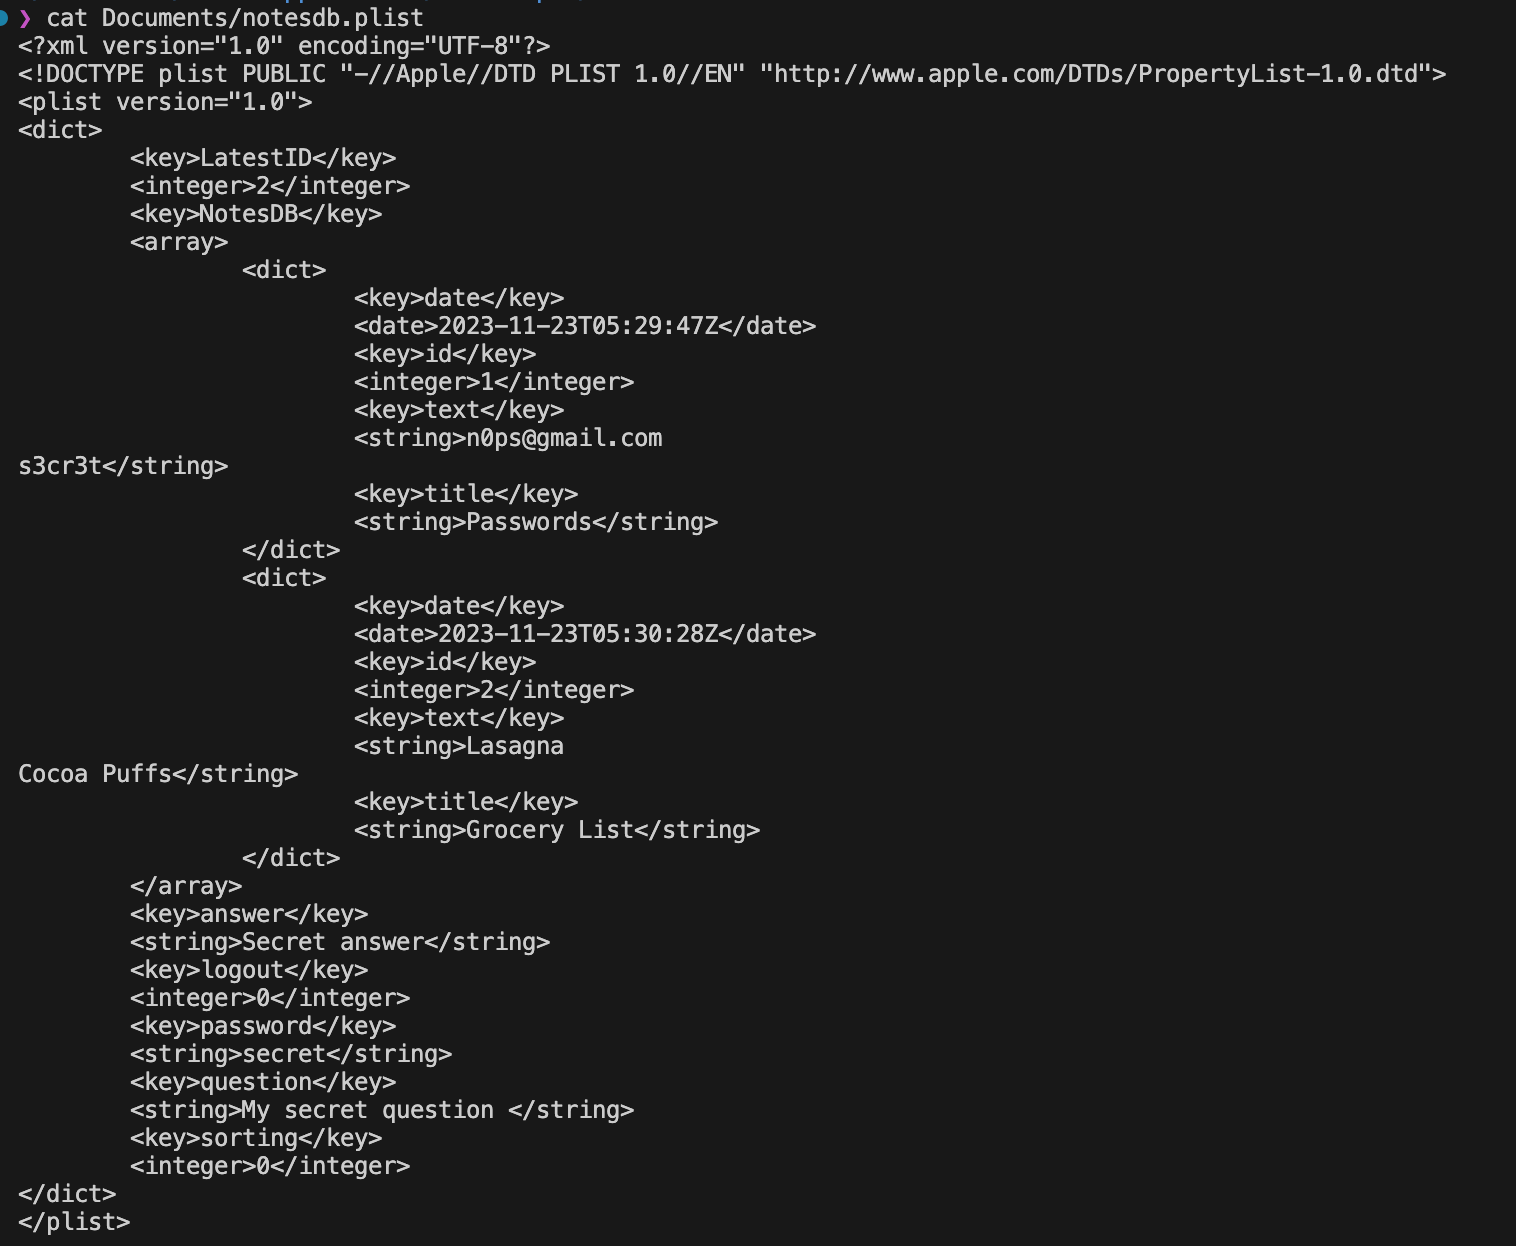 ❯ cat Documents/notesdb.plist
<?xml version="1.0" encoding="UTF-8"?>
<!DOCTYPE plist PUBLIC "-//Apple//DTD PLIST 1.0//EN" "http://www.apple.com/DTDs/PropertyList-1.0.dtd">
<plist version="1.0">
<dict>
	<key>LatestID</key>
	<integer>2</integer>
	<key>NotesDB</key>
	<array>
		<dict>
			<key>date</key>
			<date>2023-11-23T05:29:47Z</date>
			<key>id</key>
			<integer>1</integer>
			<key>text</key>
			<string>n0ps@gmail.com
s3cr3t</string>
			<key>title</key>
			<string>Passwords</string>
		</dict>
		<dict>
			<key>date</key>
			<date>2023-11-23T05:30:28Z</date>
			<key>id</key>
			<integer>2</integer>
			<key>text</key>
			<string>Lasagna
Cocoa Puffs</string>
			<key>title</key>
			<string>Grocery List</string>
		</dict>
	</array>
	<key>answer</key>
	<string>Secret answer</string>
	<key>logout</key>
	<integer>0</integer>
	<key>password</key>
	<string>secret</string>
	<key>question</key>
	<string>My secret question </string>
	<key>sorting</key>
	<integer>0</integer>
</dict>
</plist>